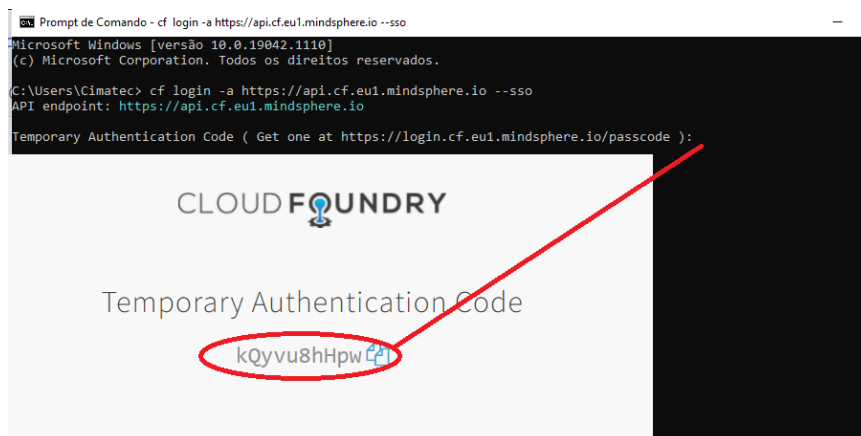 Prompt de Comando - cf login -a https://api.cf.eu1.mindsphere.io --sso
Microsoft Windows [versão 10.0.19042.1110]
(c) Microsoft Corporation. Todos os direitos reservados.
C:\Users\Cimatec> cf login -a https://api.cf.eu1.mindsphere.io --sso
API endpoint: https://api.cf.eu1.mindsphere.io
Temporary Authentication Code ( Get one at https://login.cf.eu1.mindsphere.io/passcode ):
CLOUD FOUNDRY
Temporary Authentication Code
kQyvu8hHpw